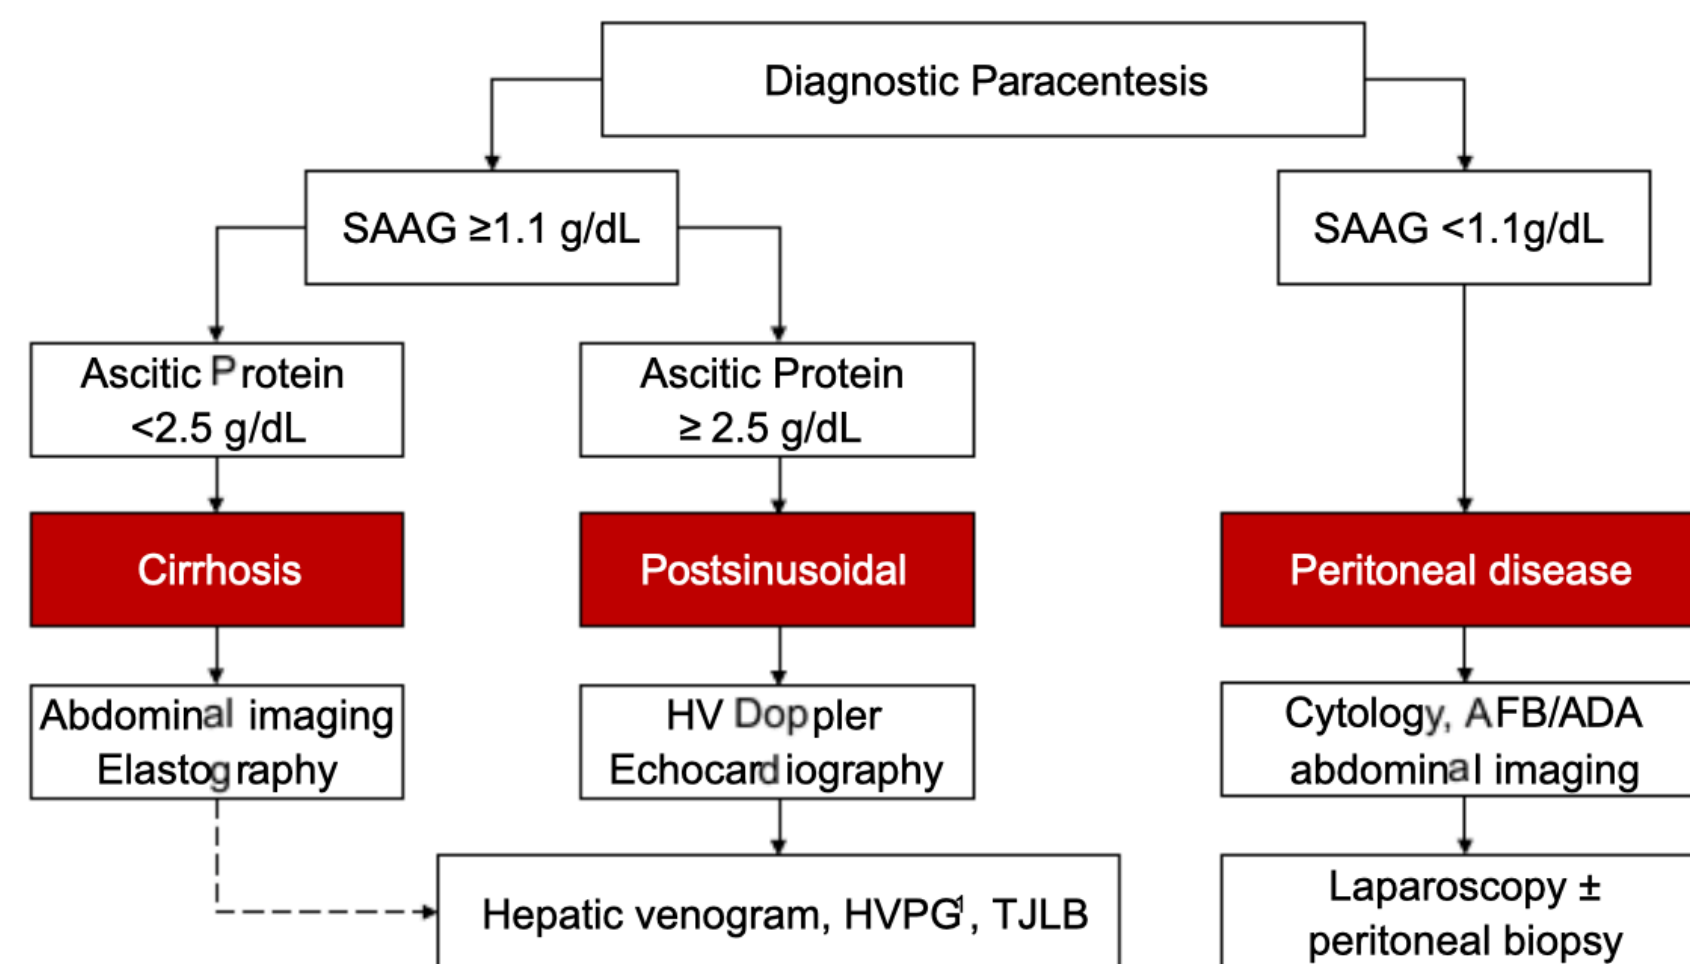 Diagnostic Paracentesis
SAAG ≥1.1 g/dL
SAAG <1.1g/dL
Ascitic Protein
<2.5 g/dL
Ascitic Protein
≥ 2.5 g/dL
Cirrhosis
Postsinusoidal
Peritoneal disease
Abdominal imaging
Elastography
HV Doppler
Echocardiography
Cytology, AFB/ADA
abdominal imaging
Hepatic venogram, HVPG¹, TJLB
Laparoscopy ±
peritoneal biopsy